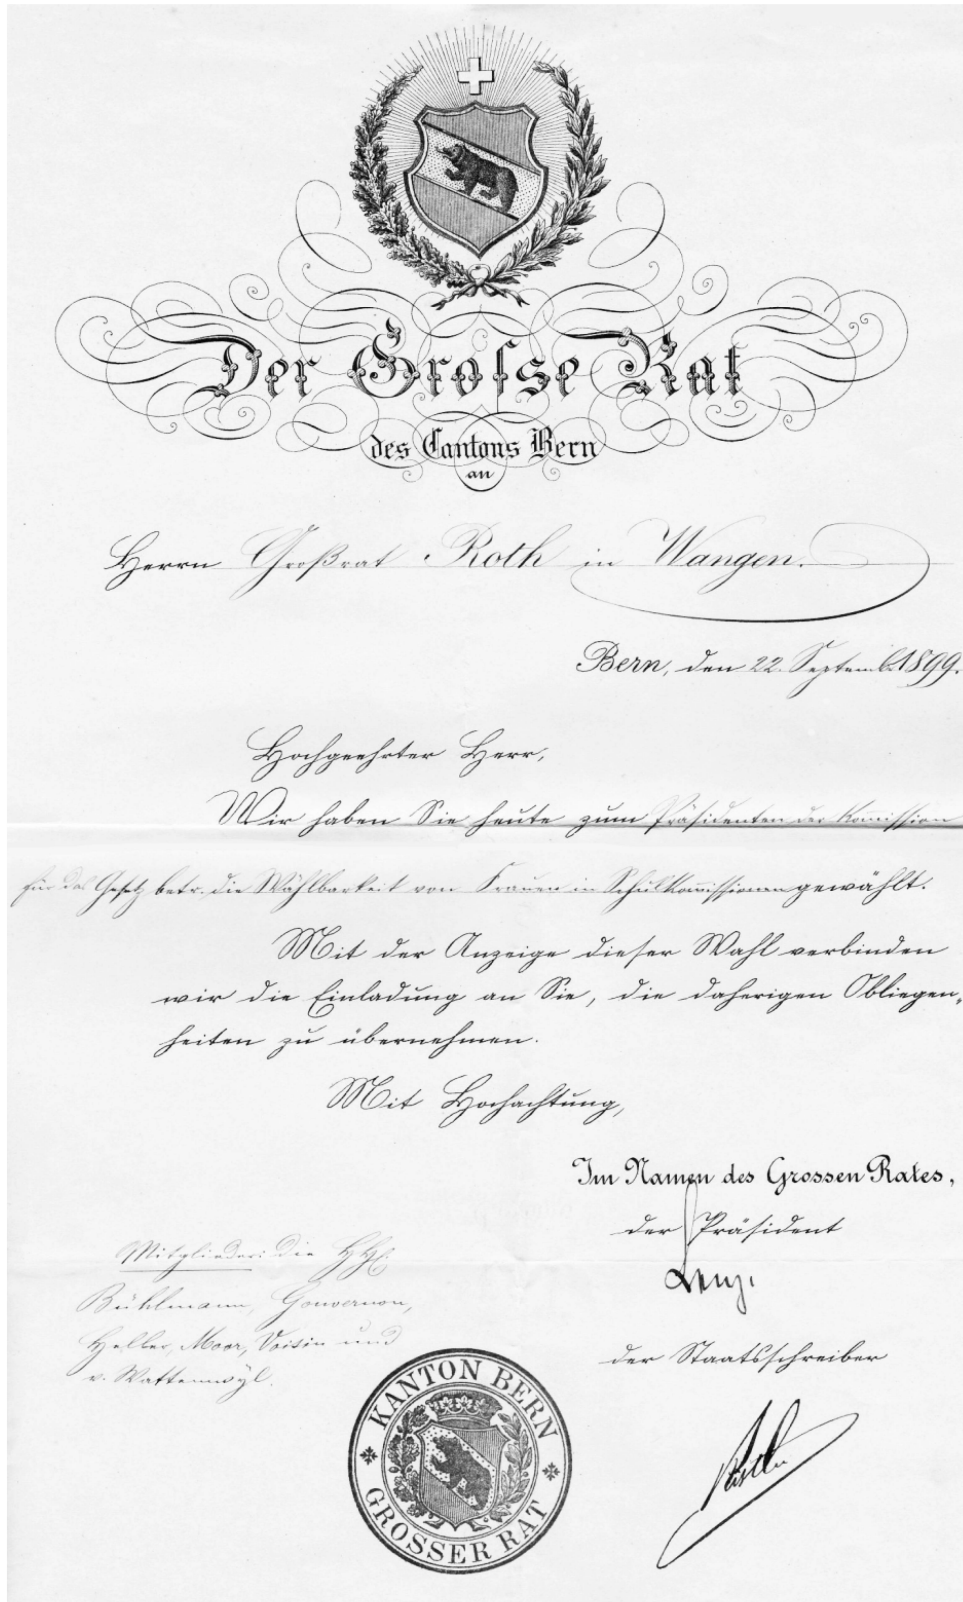 Der Grosse Rat
des Cantons Bern
an
Herrn Großrat Roth in Wangen.
Bern, den 22. Septemb. 1899.
Hochgeehrter Herr,
Wir haben Sie heute zum Präsidenten der Komission
für das Gesetz betr. die Wählbarkeit von Frauen in Schulkommissionen gewählt.
Mit der Anzeige dieser Wahl verbinden
wir die Einladung an Sie, die daherigen Obliegen-
heiten zu übernehmen.
Mit Hochachtung,
Im Namen des Grossen Rates,
der Präsident
Lenz.
der Staatsschreiber
Mitglieder: die HH.
Bühlmann, Gouvernon,
Heller, Moor, Voisin und
v. Wattenwyl.
KANTON BERN
GROSSER RAT